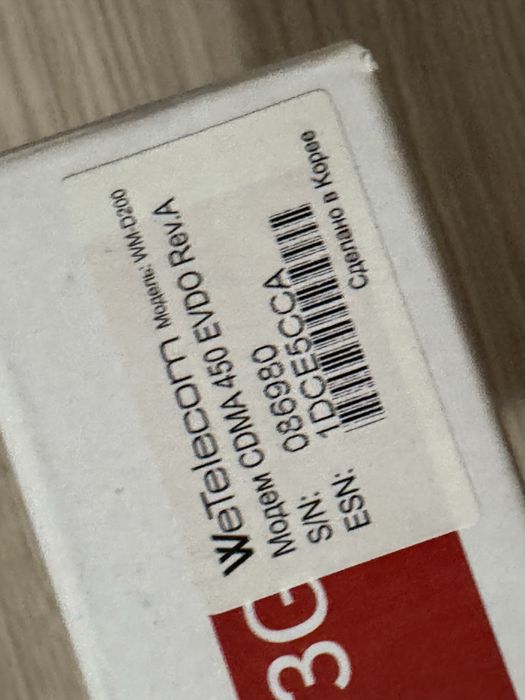 WeTelecom Модель: WM-D200
Модем CDMA 450 EVDO Rev.A
S/N: 086980
ESN: 1DCE5CCA
Сделано в Корее
3G